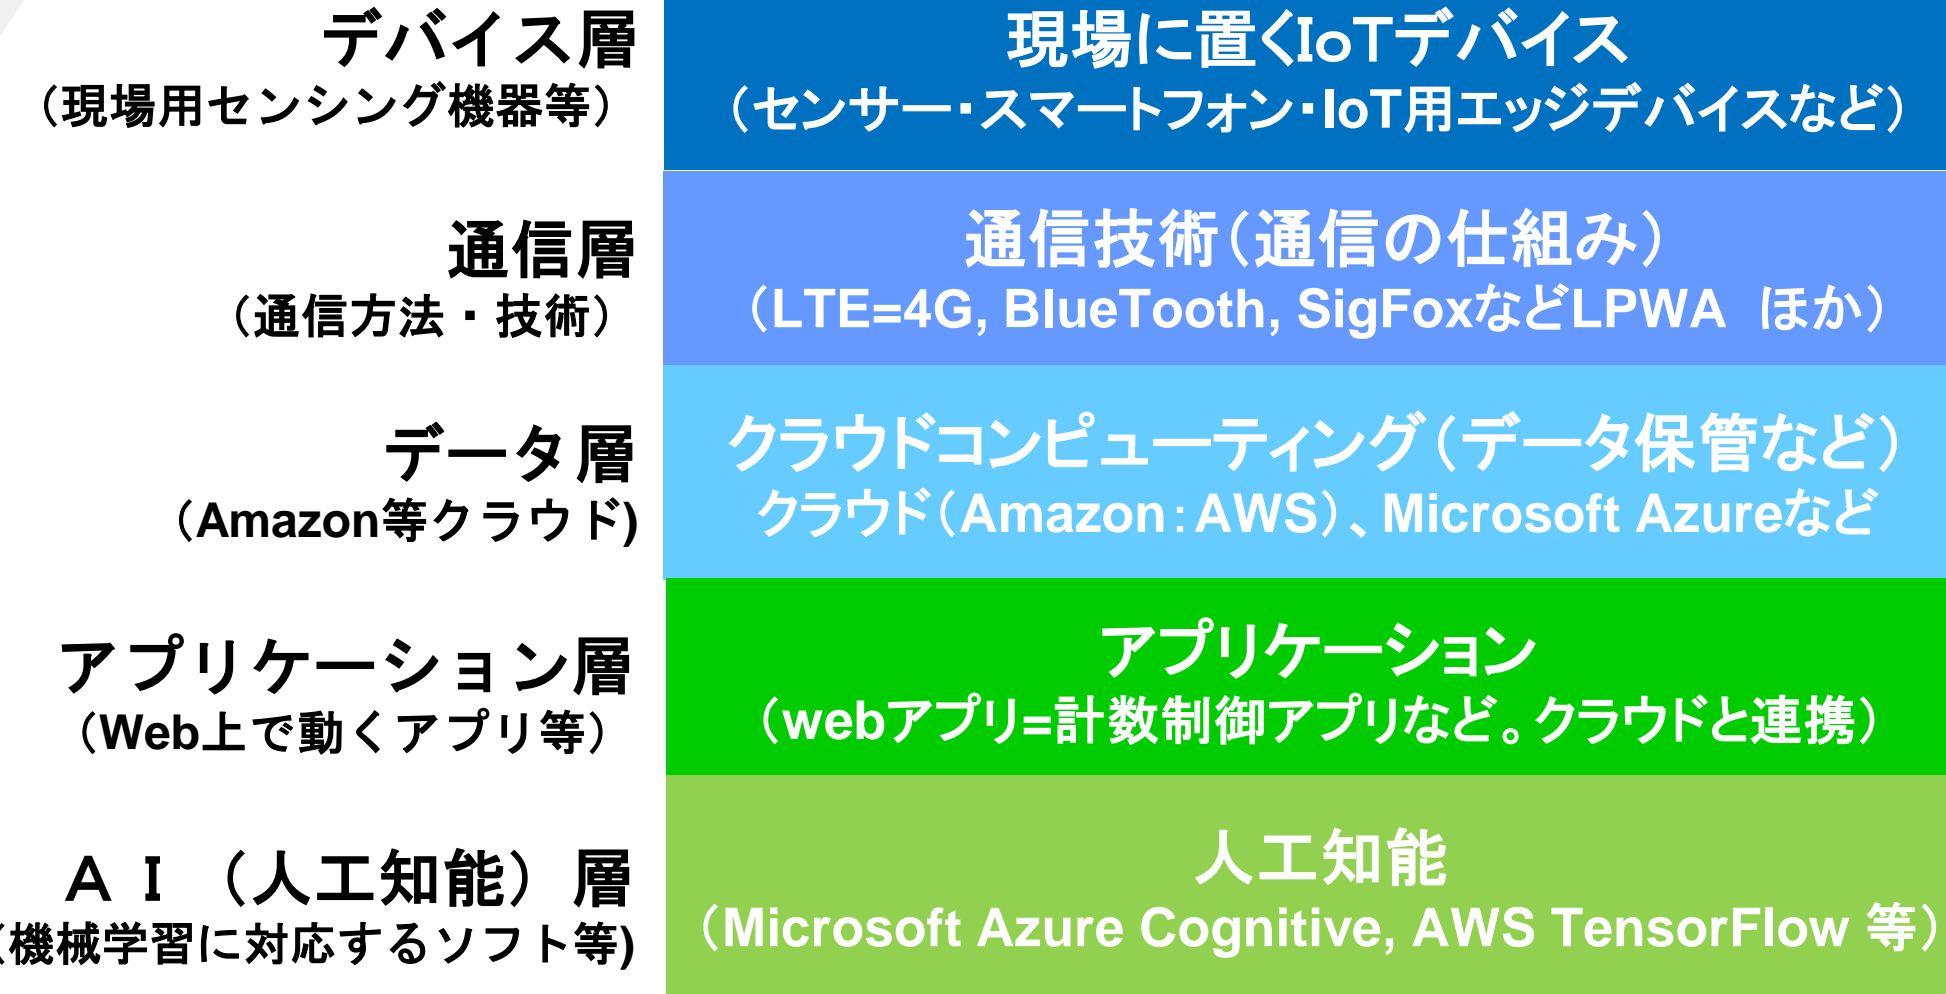 デバイス層
（現場用センシング機器等）
現場に置くIoTデバイス
（センサー・スマートフォン・IoT用エッジデバイスなど）
通信層
（通信方法・技術）
通信技術（通信の仕組み）
（LTE=4G, BlueTooth, SigFoxなどLPWA　ほか）
データ層
（Amazon等クラウド)
クラウドコンピューティング（データ保管など）
クラウド（Amazon：AWS）、Microsoft Azureなど
アプリケーション層
（Web上で動くアプリ等）
アプリケーション
（webアプリ=計数制御アプリなど。クラウドと連携）
ＡＩ（人工知能）層
（機械学習に対応するソフト等)
人工知能
（Microsoft Azure Cognitive, AWS TensorFlow 等）